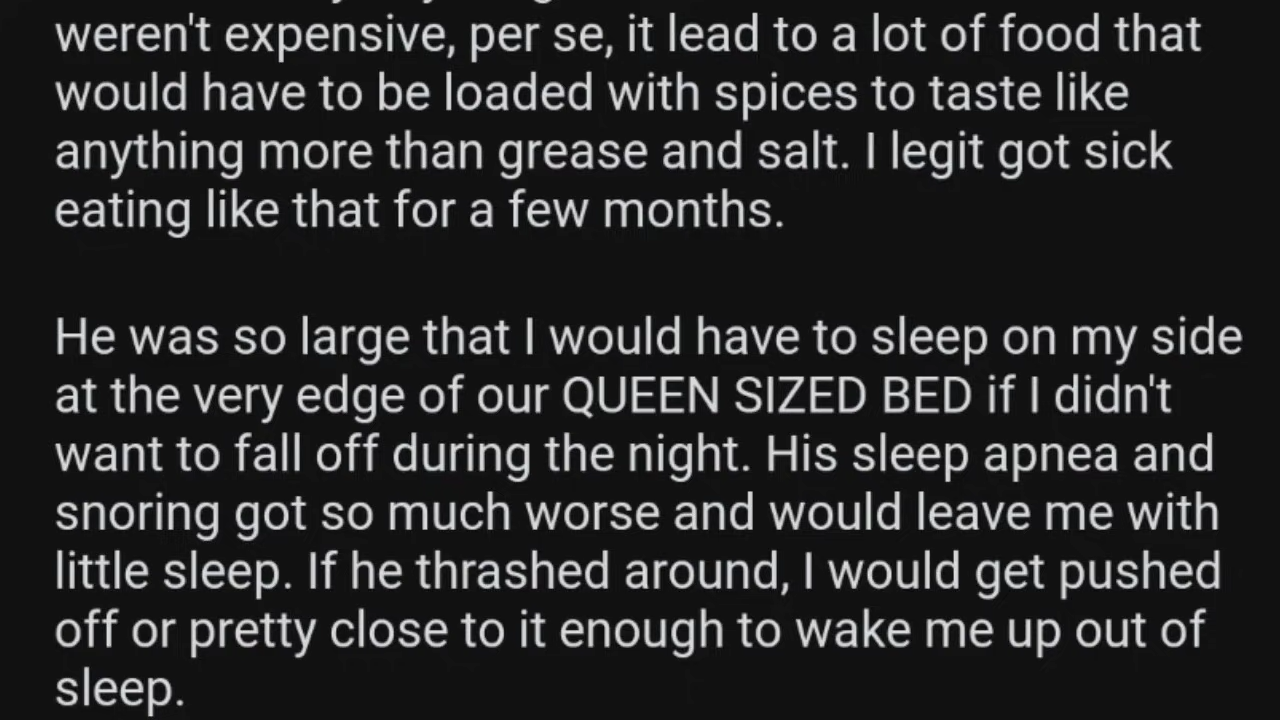 weren't expensive, per se, it lead to a lot of food that
would have to be loaded with spices to taste like
anything more than grease and salt. I legit got sick
eating like that for a few months.
He was so large that I would have to sleep on my side
at the very edge of our QUEEN SIZED BED if I didn't
want to fall off during the night. His sleep apnea and
snoring got so much worse and would leave me with
little sleep. If he thrashed around, I would get pushed
off or pretty close to it enough to wake me up out of
sleep.